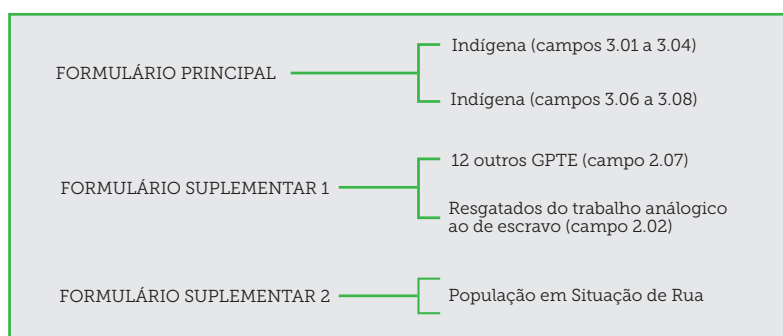 FORMULÁRIO PRINCIPAL
Indígena (campos 3.01 a 3.04)
Indígena (campos 3.06 a 3.08)
FORMULÁRIO SUPLEMENTAR 1
12 outros GPTE (campo 2.07)
Resgatados do trabalho análogico
ao de escravo (campo 2.02)
FORMULÁRIO SUPLEMENTAR 2
População em Situação de Rua